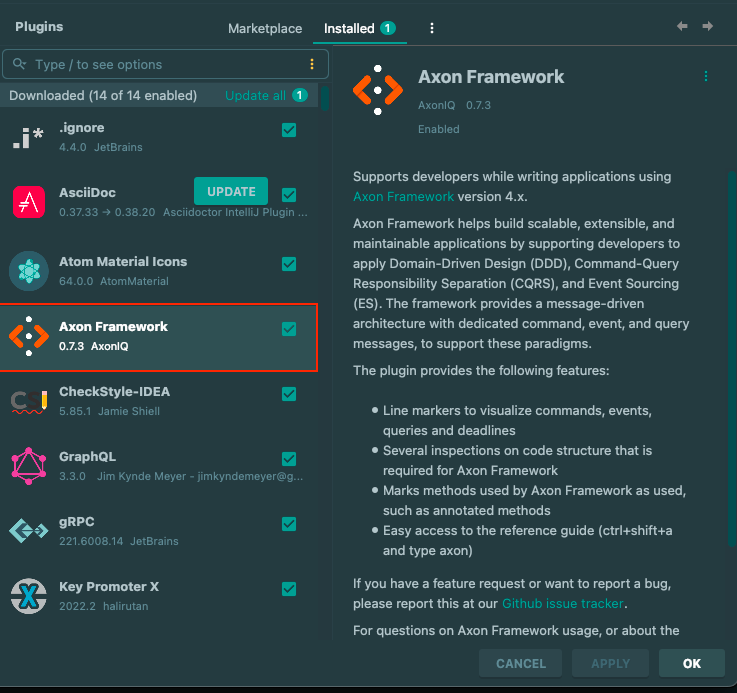 Plugins
Marketplace
Installed 1
Type / to see options
Downloaded (14 of 14 enabled)
Update all 1
.i*
.ignore
4.4.0 JetBrains
AsciiDoc
UPDATE
0.37.33 → 0.38.20 Asciidoctor IntelliJ Plugin ...
Atom Material Icons
64.0.0 AtomMaterial
Axon Framework
0.7.3 AxonIQ
CSI
CheckStyle-IDEA
5.85.1 Jamie Shiell
GraphQL
3.3.0 Jim Kynde Meyer - jimkyndemeyer@g...
gRPC
221.6008.14 JetBrains
X
Key Promoter X
2022.2 halirutan
Axon Framework
AxonIQ 0.7.3
Enabled
Supports developers while writing applications using
Axon Framework version 4.x.
Axon Framework helps build scalable, extensible, and
maintainable applications by supporting developers to
apply Domain-Driven Design (DDD), Command-Query
Responsibility Separation (CQRS), and Event Sourcing
(ES). The framework provides a message-driven
architecture with dedicated command, event, and query
messages, to support these paradigms.
The plugin provides the following features:
• Line markers to visualize commands, events,
queries and deadlines
• Several inspections on code structure that is
required for Axon Framework
• Marks methods used by Axon Framework as used,
such as annotated methods
• Easy access to the reference guide (ctrl+shift+a
and type axon)
If you have a feature request or want to report a bug,
please report this at our Github issue tracker.
For questions on Axon Framework usage, or about the
CANCEL
APPLY
OK